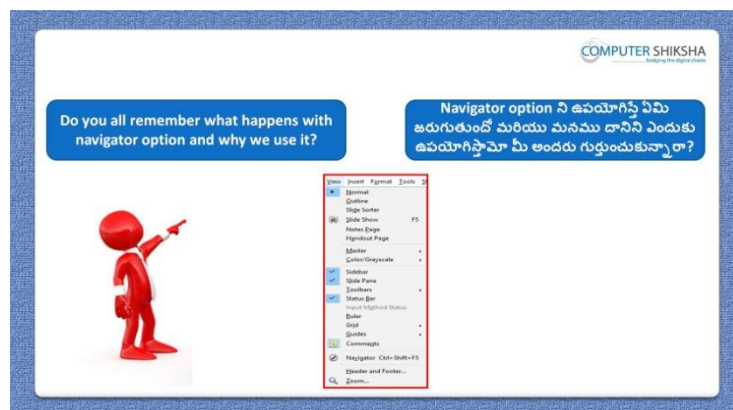 COMPUTER SHIKSHA
Bridging the digital divide
Do you all remember what happens with
navigator option and why we use it?
Navigator option ని ఉపయోగిస్తే ఏమి
జరుగుతుందో మరియు మనము దానిని ఎందుకు
ఉపయోగిస్తామో మీ అందరు గుర్తుంచుకున్నారా?
View Insert Format Tools
Normal
Outline
Slide Sorter
Slide Show F5
Notes Page
Handout Page
Master
Color/Grayscale
Sidebar
Slide Pane
Toolbars
Status Bar
Input Method Status
Ruler
Grid
Guides
Comments
Navigator Ctrl+Shift+F5
Header and Footer...
Zoom...